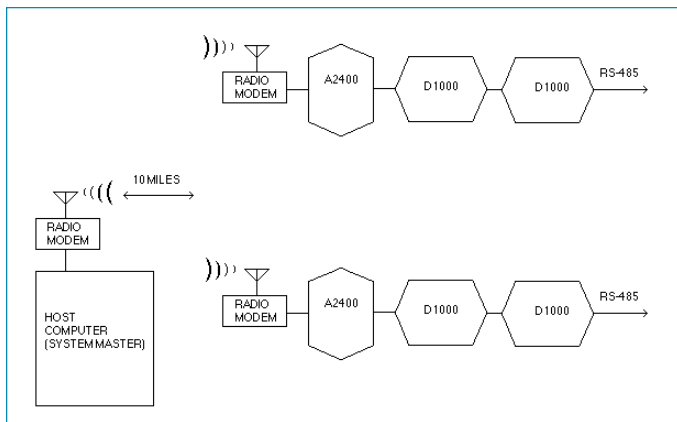 RADIO
MODEM
A2400
D1000
D1000
RS-485
10 MILES
RADIO
MODEM
HOST
COMPUTER
(SYSTEM MASTER)
RADIO
MODEM
A2400
D1000
D1000
RS-485